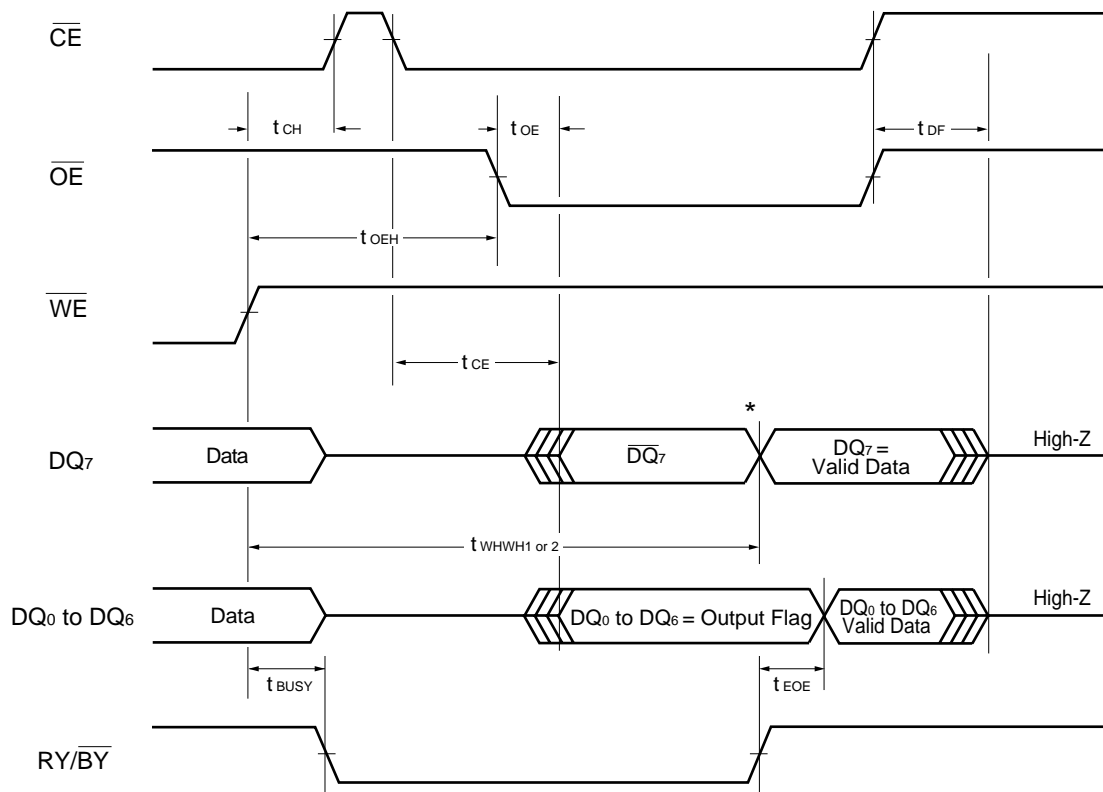 CE
t CH
t OE
t DF
OE
t OEH
WE
t CE
*
DQ7
Data
DQ7
DQ7 =
Valid Data
High-Z
t WHWH1 or 2
DQ0 to DQ6
Data
DQ0 to DQ6 = Output Flag
DQ0 to DQ6
Valid Data
High-Z
t BUSY
t EOE
RY/BY